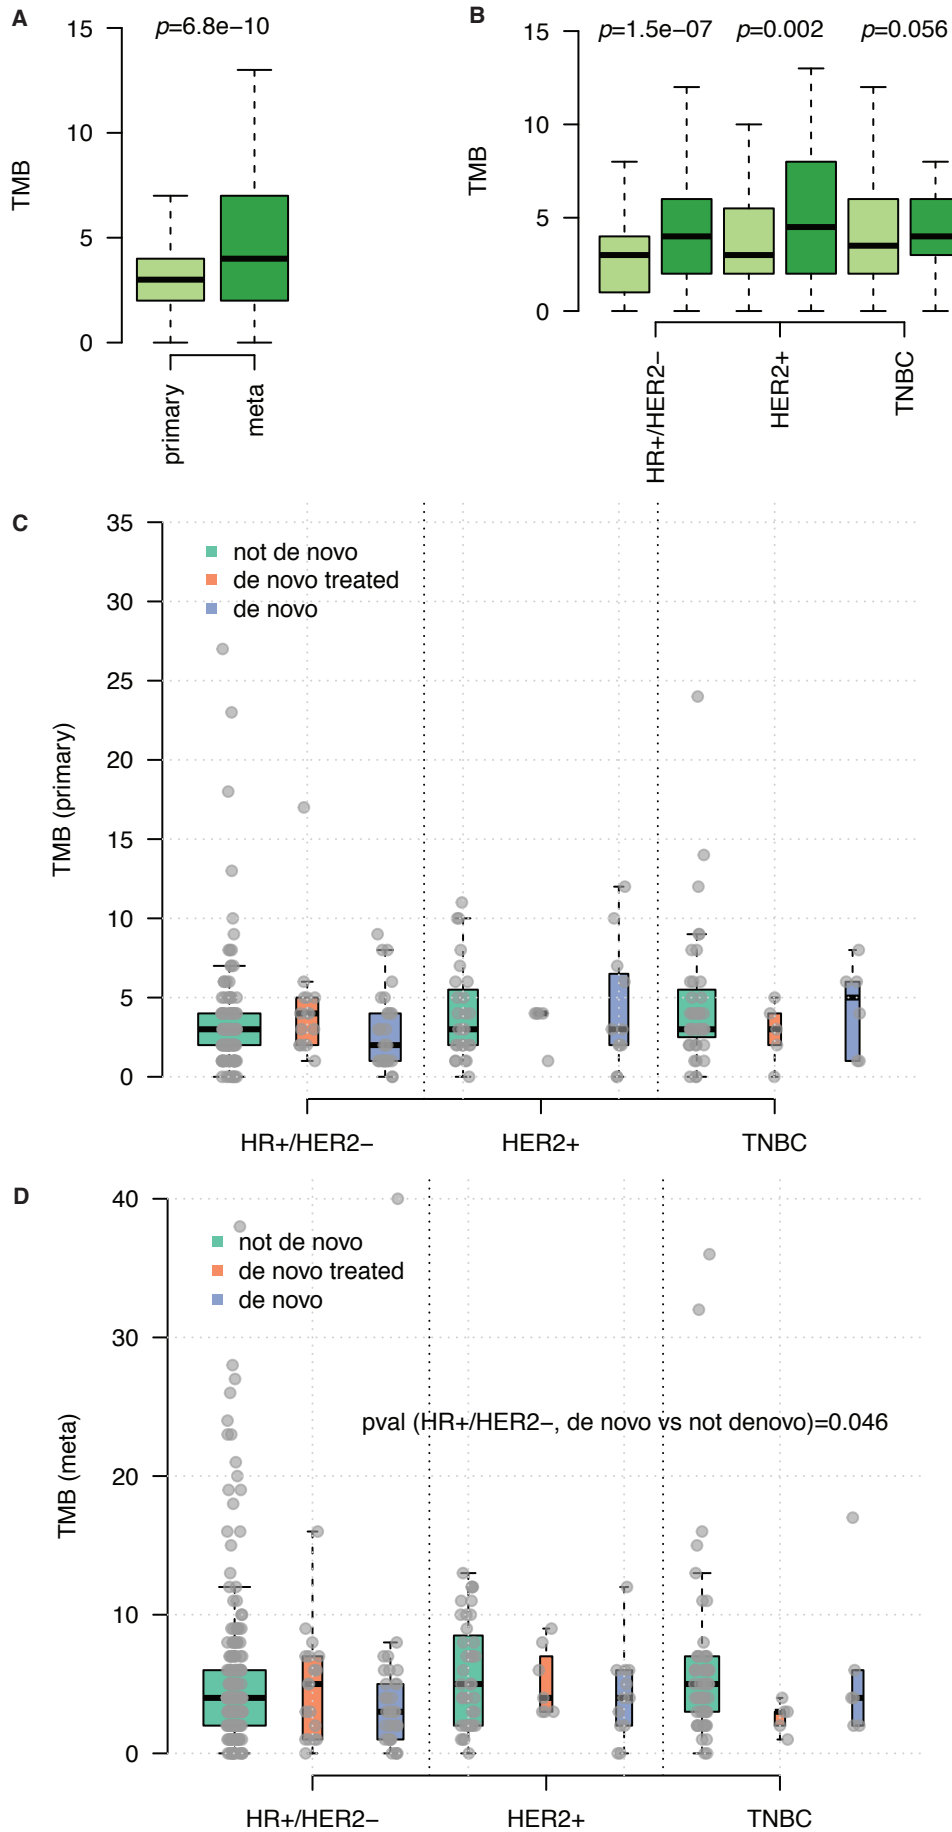 A
p=6.8e−10
15
10
5
0
TMB
primary
meta
B
p=1.5e−07 p=0.002 p=0.056
15
10
5
0
TMB
HR+/HER2−
HER2+
TNBC
C
35
30
25
20
15
10
5
0
TMB (primary)
not de novo
de novo treated
de novo
HR+/HER2− HER2+ TNBC
D
40
30
20
10
0
TMB (meta)
not de novo
de novo treated
de novo
pval (HR+/HER2−, de novo vs not denovo)=0.046
HR+/HER2− HER2+ TNBC